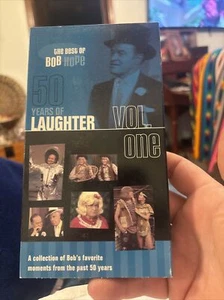 the BEST OF
BOB HOPE
50
YEARS OF
LAUGHTER
VOL.
one
A collection of Bob's favorite
moments from the past 50 years